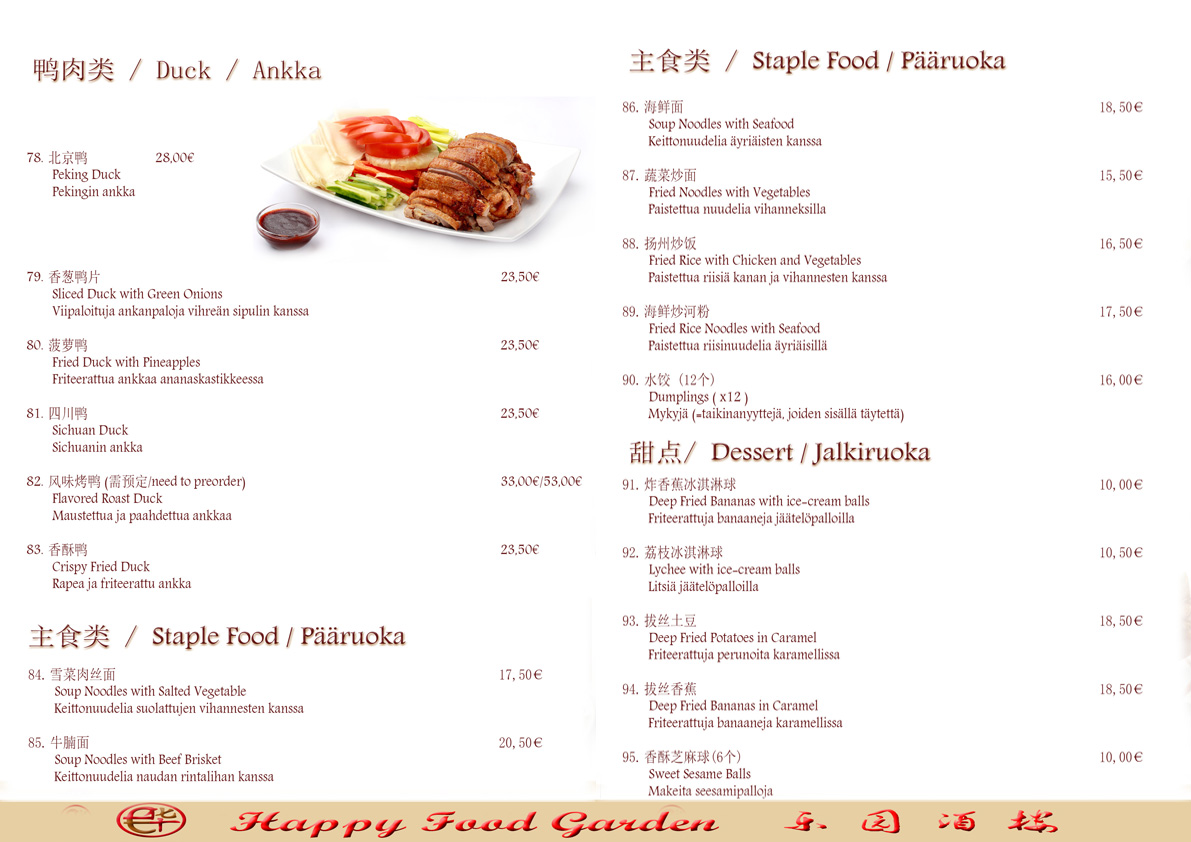 鸭肉类 / Duck / Ankka
78. 北京鸭 28,00€
Peking Duck
Pekingin ankka
79. 香葱鸭片 23,50€
Sliced Duck with Green Onions
Viipaloituja ankanpaloja vihreän sipulin kanssa
80. 菠萝鸭 23,50€
Fried Duck with Pineapples
Friteerattua ankkaa ananaskastikkeessa
81. 四川鸭 23,50€
Sichuan Duck
Sichuanin ankka
82. 风味烤鸭 (需预定/need to preorder) 33,00€/53,00€
Flavored Roast Duck
Maustettua ja paahdettua ankkaa
83. 香酥鸭 23,50€
Crispy Fried Duck
Rapea ja friteerattu ankka
主食类 / Staple Food / Pääruoka
84. 雪菜肉丝面 17,50€
Soup Noodles with Salted Vegetable
Keittonuudelia suolattujen vihannesten kanssa
85. 牛腩面 20,50€
Soup Noodles with Beef Brisket
Keittonuudelia naudan rintalihan kanssa
主食类 / Staple Food / Pääruoka
86. 海鲜面 18,50€
Soup Noodles with Seafood
Keittonuudelia äyriäisten kanssa
87. 蔬菜炒面 15,50€
Fried Noodles with Vegetables
Paistettua nuudelia vihanneksilla
88. 扬州炒饭 16,50€
Fried Rice with Chicken and Vegetables
Paistettua riisiä kanan ja vihannesten kanssa
89. 海鲜炒河粉 17,50€
Fried Rice Noodles with Seafood
Paistettua riisinuudelia äyriäisillä
90. 水饺 (12个) 16,00€
Dumplings ( x12 )
Mykyjä (=taikinanyyttejä, joiden sisällä täytettä)
甜点/ Dessert / Jalkiruoka
91. 炸香蕉冰淇淋球 10,00€
Deep Fried Bananas with ice-cream balls
Friteerattuja banaaneja jäätelöpalloilla
92. 荔枝冰淇淋球 10,50€
Lychee with ice-cream balls
Litsiä jäätelöpalloilla
93. 拔丝土豆 18,50€
Deep Fried Potatoes in Caramel
Friteerattuja perunoita karamellissa
94. 拔丝香蕉 18,50€
Deep Fried Bananas in Caramel
Friteerattuja banaaneja karamellissa
95. 香酥芝麻球(6个) 10,00€
Sweet Sesame Balls
Makeita seesamipalloja
Happy Food Garden 乐园酒楼